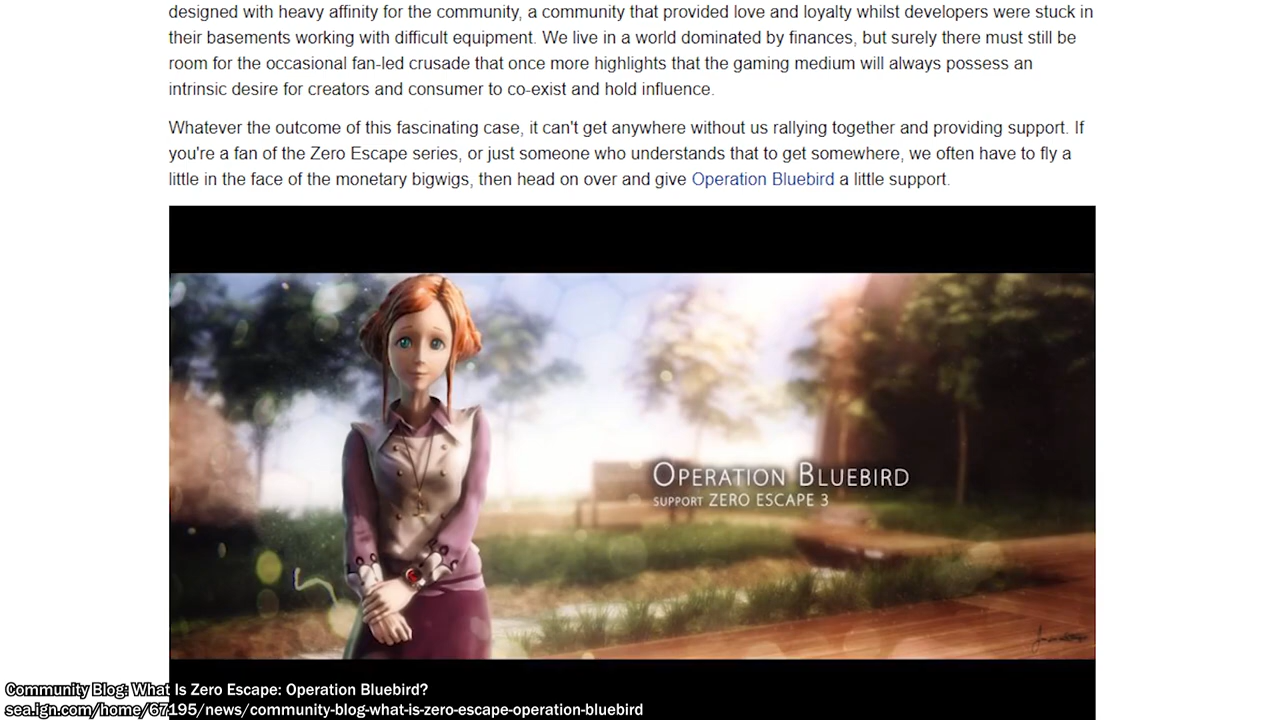 designed with heavy affinity for the community, a community that provided love and loyalty whilst developers were stuck in
their basements working with difficult equipment. We live in a world dominated by finances, but surely there must still be
room for the occasional fan-led crusade that once more highlights that the gaming medium will always possess an
intrinsic desire for creators and consumer to co-exist and hold influence.
Whatever the outcome of this fascinating case, it can't get anywhere without us rallying together and providing support. If
you're a fan of the Zero Escape series, or just someone who understands that to get somewhere, we often have to fly a
little in the face of the monetary bigwigs, then head on over and give Operation Bluebird a little support.
OPERATION BLUEBIRD
SUPPORT ZERO ESCAPE 3
Community Blog: What Is Zero Escape: Operation Bluebird?
sea.ign.com/home/67195/news/community-blog-what-is-zero-escape-operation-bluebird